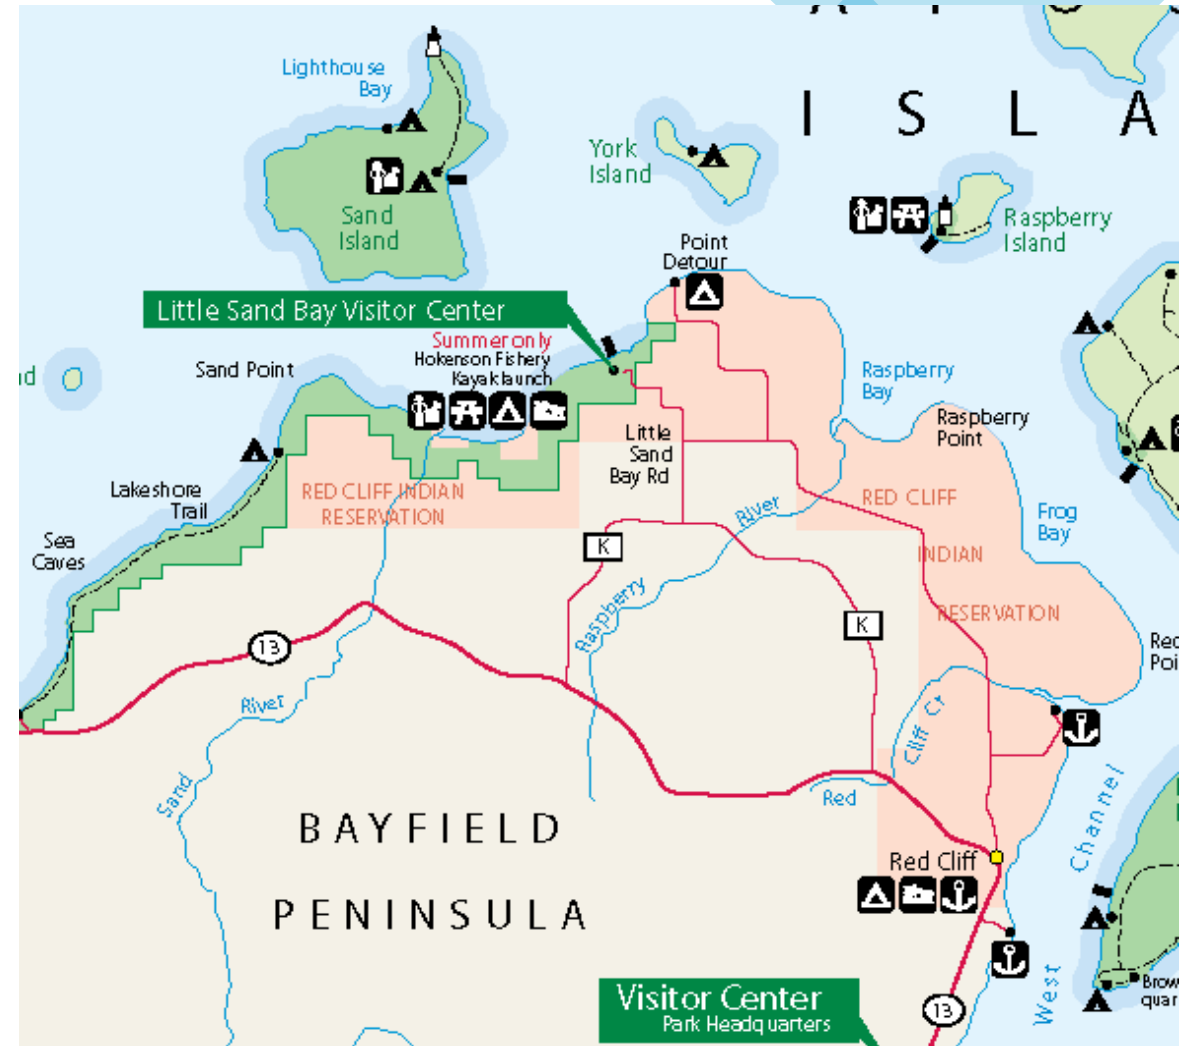 I S L A
Lighthouse
Bay
York
Island
Sand
Island
Raspberry
Island
Point
Detour
Little Sand Bay Visitor Center
Summer only
Hokenson Fishery
Kayak launch
Sand Point
Raspberry
Bay
Raspberry
Point
Little
Sand
Bay Rd
Lakeshore
Trail
RED CLIFF INDIAN
RESERVATION
RED CLIFF
INDIAN
RESERVATION
River
Frog
Bay
Sea
Caves
K
Raspberry
K
13
River
Sand
Cliff
Red
BAYFIELD
PENINSULA
Channel
West
Red Cliff
Visitor Center
Park Headquarters
13